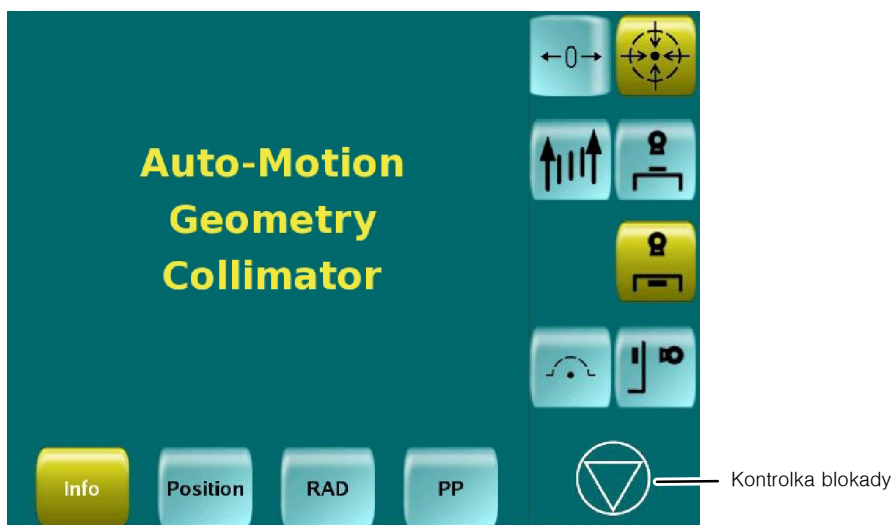 Auto-Motion
Geometry
Collimator
Info
Position
RAD
PP
Kontrolka blokady